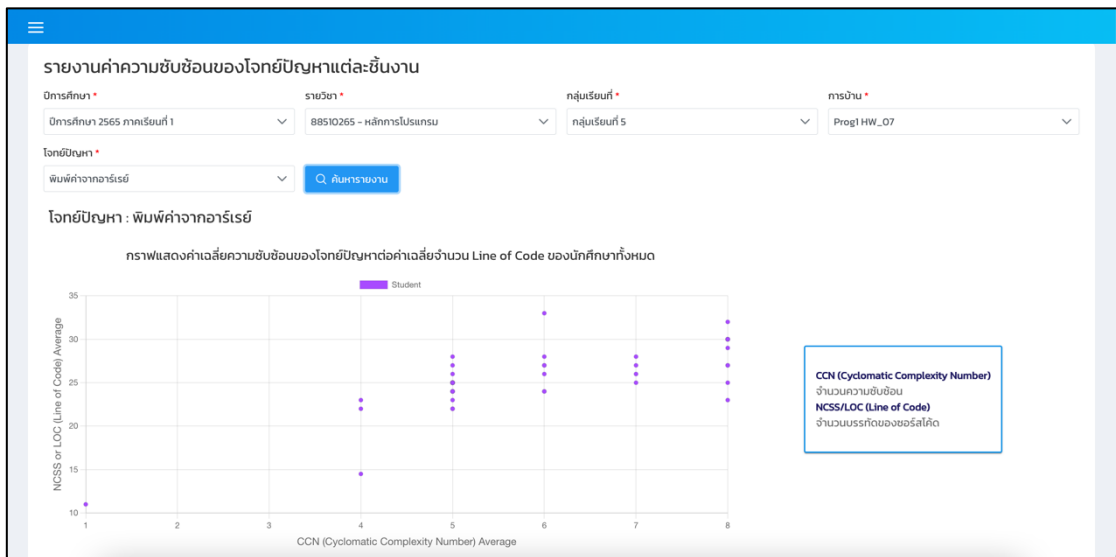 รายงานค่าความซับซ้อนของโจทย์ปัญหาแต่ละชิ้นงาน
ปีการศึกษา * รายวิชา * กลุ่มเรียนที่ * การบ้าน *
ปีการศึกษา 2565 ภาคเรียนที่ 1 88510265 - หลักการโปรแกรม กลุ่มเรียนที่ 5 Prog1 HW_07
โจทย์ปัญหา *
พิมพ์ค่าจากอาร์เรย์ ค้นหารายงาน
โจทย์ปัญหา : พิมพ์ค่าจากอาร์เรย์
กราฟแสดงค่าเฉลี่ยความซับซ้อนของโจทย์ปัญหาต่อค่าเฉลี่ยจำนวน Line of Code ของนักศึกษาทั้งหมด
Student
NCSS or LOC (Line of Code) Average
35
30
25
20
15
10
1 2 3 4 5 6 7 8
CCN (Cyclomatic Complexity Number) Average
CCN (Cyclomatic Complexity Number)
จำนวนความซับซ้อน
NCSS/LOC (Line of Code)
จำนวนบรรทัดของซอร์สโค้ด